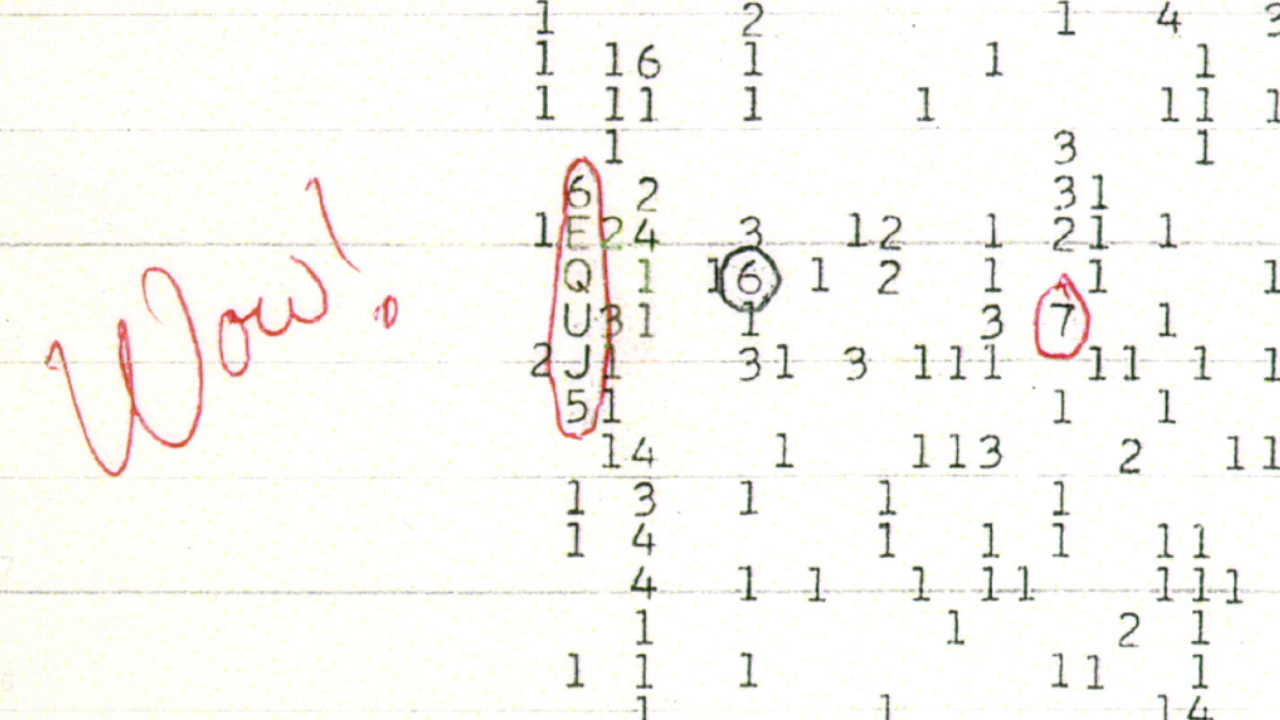 1 2 1 4 3
1 16 1 1 1
1 11 1 1 11 1
1 3 1
6 2 31
1E24 3 12 1 21 1
Q 1 16 1 2 1 1 1
Wow!
U31 1 3 7 1
2J1 31 3 111 11 1 1
51 1 1
14 1 113 2 11
1 3 1 1 1
1 4 1 1 1 11
4 1 1 1 11 111
1 1 2 1
1 1 1 11 1
1 1 14